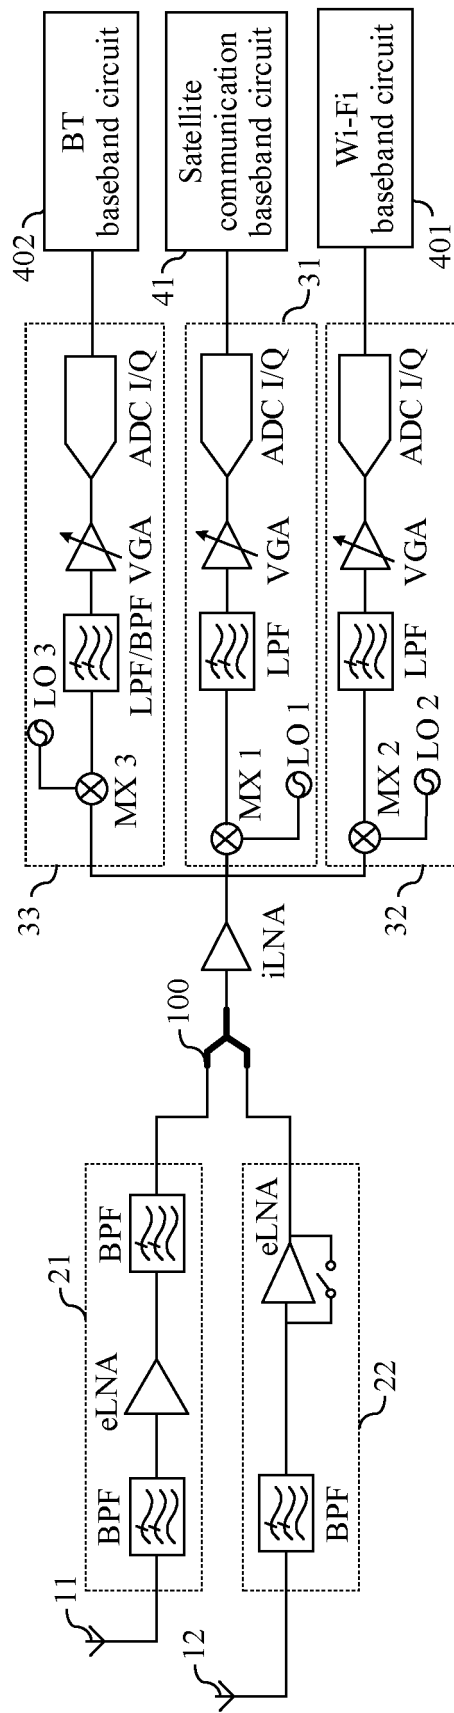 11
12
21
BPF
eLNA
BPF
22
BPF
eLNA
100
iLNA
33
MX 3
LO 3
LPF/BPF
VGA
ADC I/Q
402
BT
baseband circuit
31
MX 1
LO 1
LPF
VGA
ADC I/Q
41
Satellite
communication
baseband circuit
32
MX 2
LO 2
LPF
VGA
ADC I/Q
401
Wi-Fi
baseband circuit